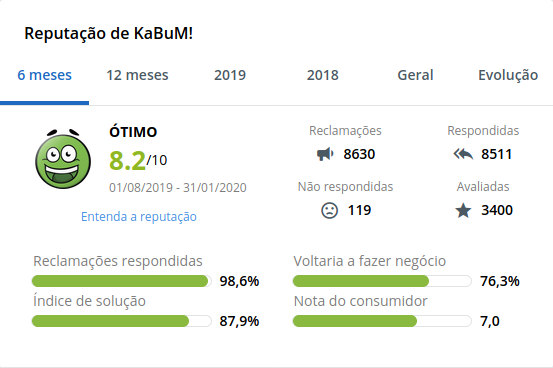 Reputação de KaBuM!
6 meses 12 meses 2019 2018 Geral Evolução
ÓTIMO
8.2/10
01/08/2019 - 31/01/2020
Entenda a reputação
Reclamações
8630
Respondidas
8511
Não respondidas
119
Avaliadas
3400
Reclamações respondidas
98,6%
Voltaria a fazer negócio
76,3%
Índice de solução
87,9%
Nota do consumidor
7,0